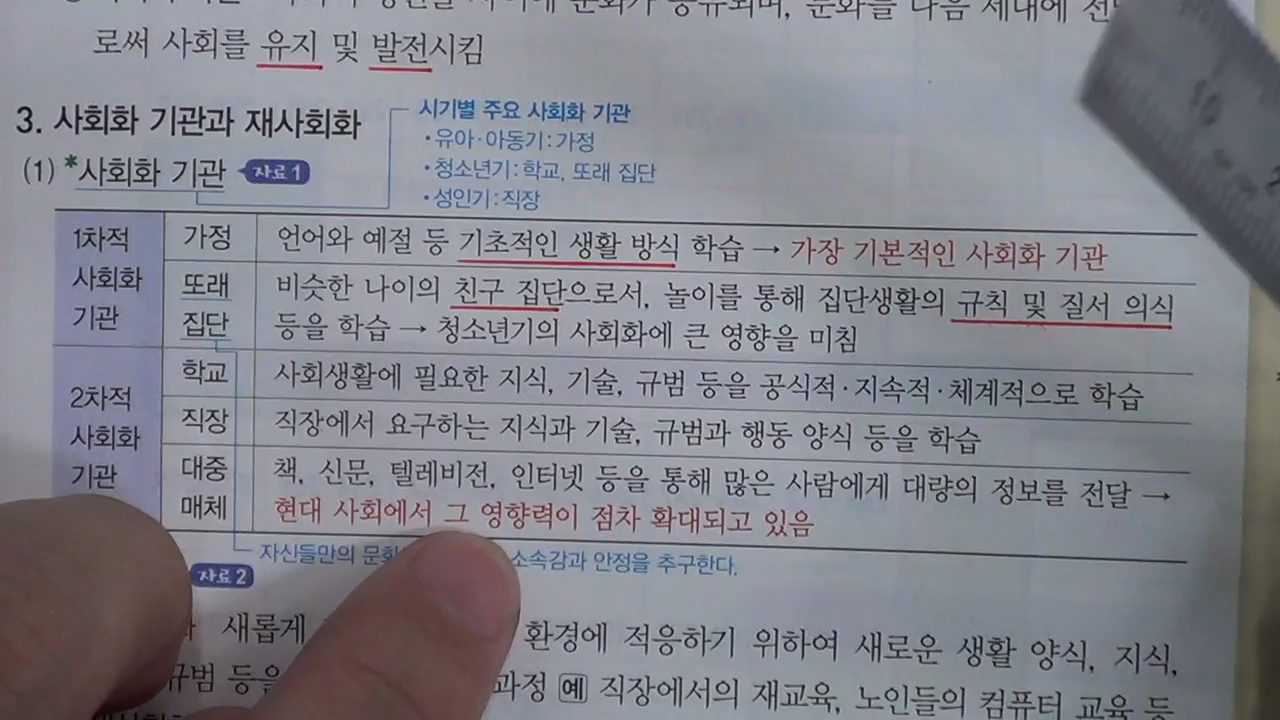 로써 사회를 유지 및 발전시킴
3. 사회화 기관과 재사회화
(1) *사회화 기관 자료1
시기별 주요 사회화 기관
•유아·아동기: 가정
•청소년기: 학교, 또래 집단
•성인기: 직장
1차적 사회화 기관
가정
언어와 예절 등 기초적인 생활 방식 학습 → 가장 기본적인 사회화 기관
또래 집단
비슷한 나이의 친구 집단으로서, 놀이를 통해 집단생활의 규칙 및 질서 의식
등을 학습 → 청소년기의 사회화에 큰 영향을 미침
2차적 사회화 기관
학교
사회생활에 필요한 지식, 기술, 규범 등을 공식적·지속적·체계적으로 학습
직장
직장에서 요구하는 지식과 기술, 규범과 행동 양식 등을 학습
대중 매체
책, 신문, 텔레비전, 인터넷 등을 통해 많은 사람에게 대량의 정보를 전달 →
현대 사회에서 그 영향력이 점차 확대되고 있음
자신들만의 소속감과 안정을 추구한다.
자료2
새롭게 환경에 적응하기 위하여 새로운 생활 양식, 지식,
규범 등을 과정 예 직장에서의 재교육, 노인들의 컴퓨터 교육 등